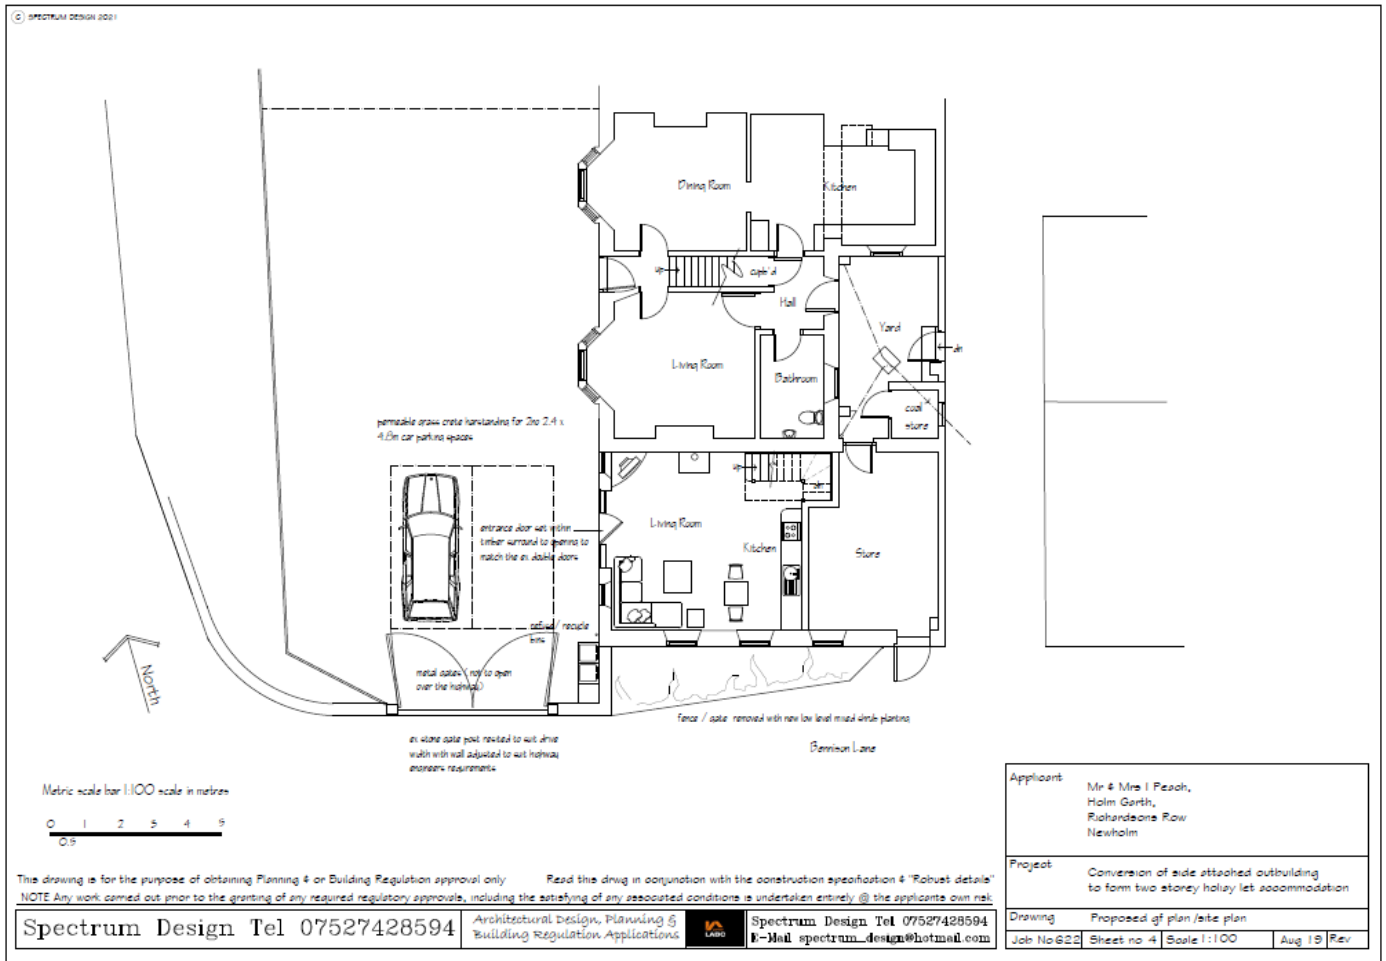 C SPECTRUM DESIGN 2021
Dining Room
Kitchen
up
cupb'd
Hall
Yard
dn
Living Room
Bathroom
coal
store
permeable grass crete harstanding for 2no 2.4 x
4.8m car parking spaces
up
dn
entrance door set within
timber surround to opening to
match the ex. double doors
Living Room
Kitchen
Store
refuse / recycle
bins
metal gates ( not to open
over the highway)
North
fence / gate removed with new low level mixed shrub planting
Bennison Lane
ex stone gate post resited to suit drive
width with wall adjusted to suit highway
engineers requirements
Metric scale bar 1:100 scale in metres
0 1 2 3 4 5
0.5
Applicant
Mr & Mrs I Peach,
Holm Garth,
Richardsons Row
Newholm
Project
Conversion of side attached outbuilding
to form two storey holiay let accommodation
Drawing Proposed gf plan /site plan
Job No 622 Sheet no 4 Scale 1:100 Aug 19 Rev
This drawing is for the purpose of obtaining Planning & or Building Regulation approval only Read this drwg in conjunction with the construction specification & "Robust details"
NOTE Any work carried out prior to the granting of any required regulatory approvals, including the satisfying of any associated conditions is undertaken entirely @ the applicants own risk
Spectrum Design Tel 07527428594
Architectural Design, Planning &
Building Regulation Applications
LABC
Spectrum Design Tel 07527428594
E-Mail spectrum_design@hotmail.com